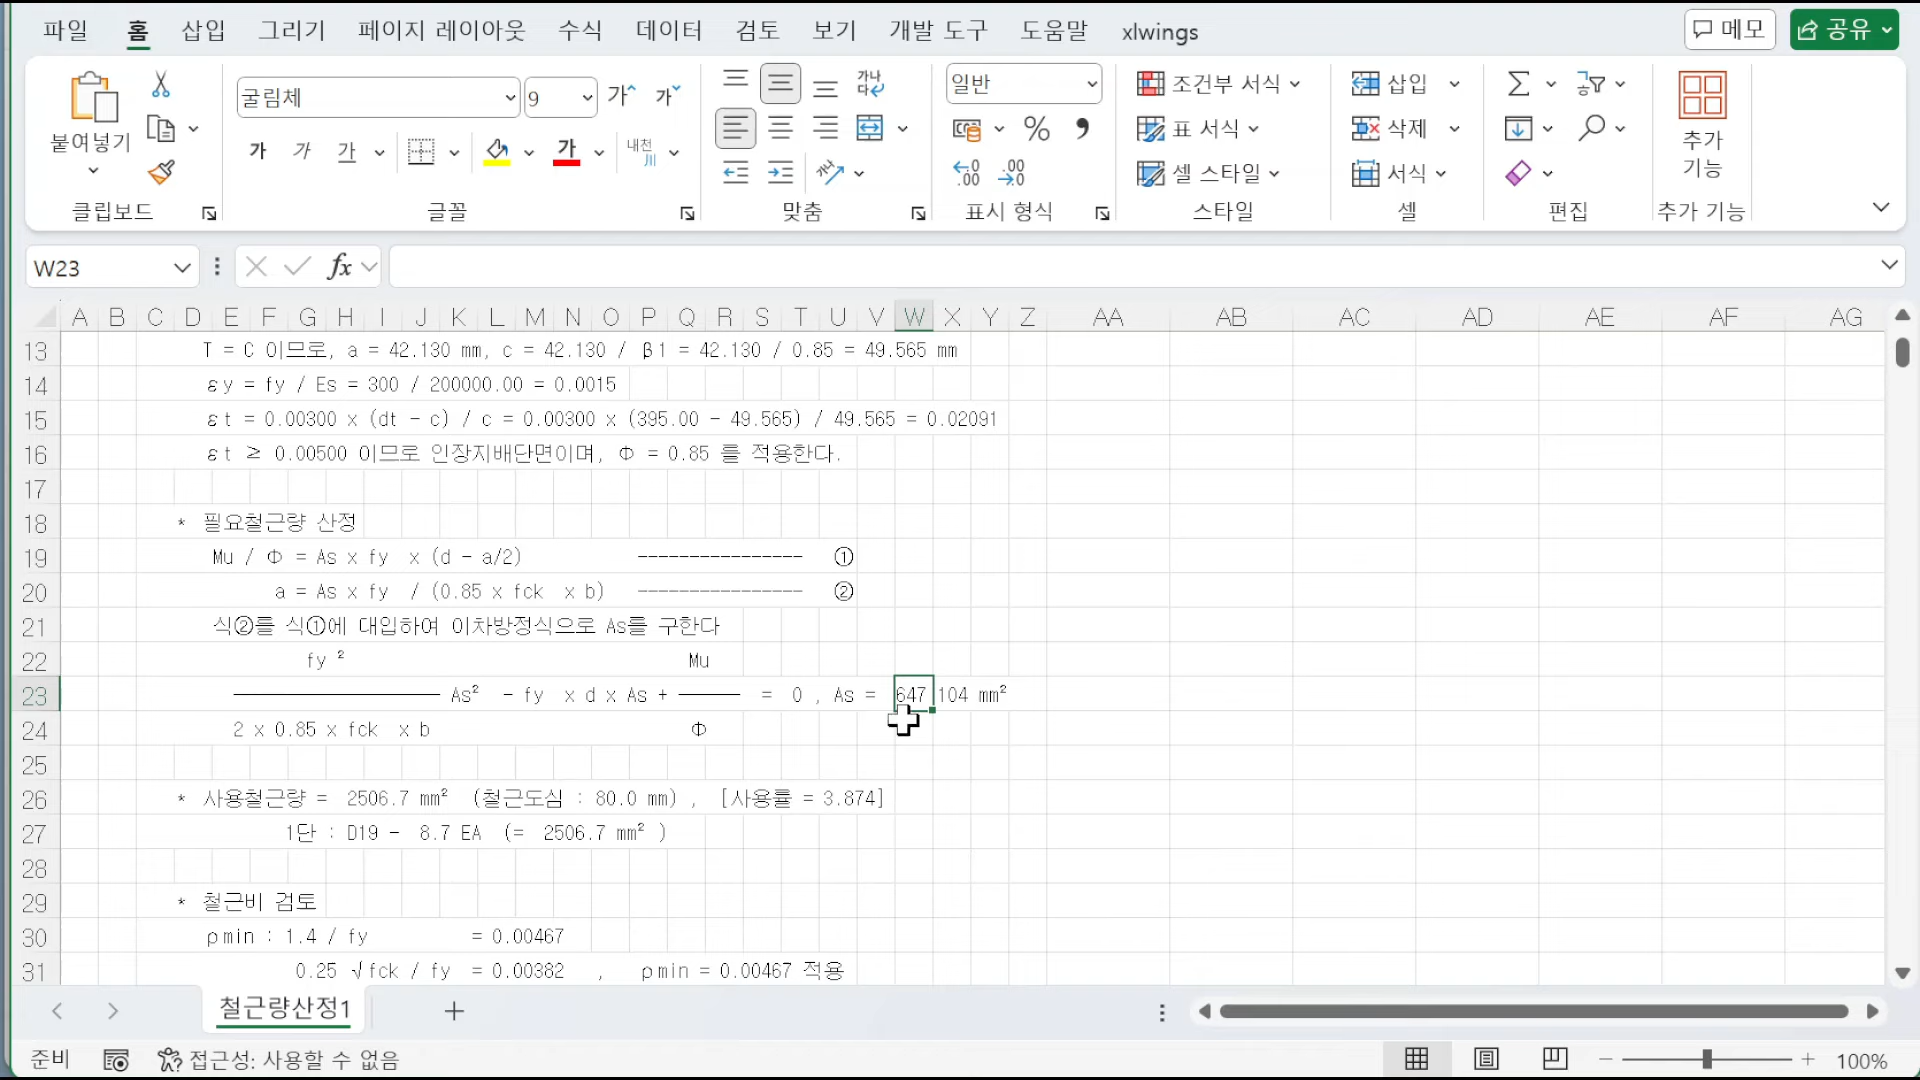 파일 홈 삽입 그리기 페이지 레이아웃 수식 데이터 검토 보기 개발 도구 도움말 xlwings 메모 공유
붙여넣기
굴림체 9 가 가
가 가 가 가 내천
가나다
일반
% 
조건부 서식
표 서식
셀 스타일
삽입
삭제
서식
추가 기능
클립보드 글꼴 맞춤 표시 형식 스타일 셀 편집 추가 기능
W23 fx
A B C D E F G H I J K L M N O P Q R S T U V W X Y Z AA AB AC AD AE AF AG
13 T = C 이므로, a = 42.130 mm, c = 42.130 / β1 = 42.130 / 0.85 = 49.565 mm
14 εy = fy / Es = 300 / 200000.00 = 0.0015
15 εt = 0.00300 x (dt - c) / c = 0.00300 x (395.00 - 49.565) / 49.565 = 0.02091
16 εt ≥ 0.00500 이므로 인장지배단면이며, Φ = 0.85 를 적용한다.
17
18 * 필요철근량 산정
19 Mu / Φ = As x fy x (d - a/2) ---------------- ①
20 a = As x fy / (0.85 x fck x b) ---------------- ②
21 식②를 식①에 대입하여 이차방정식으로 As를 구한다
22 fy ² Mu
23 ──────── As² - fy x d x As + ─── = 0 , As = 647 104 mm²
24 2 x 0.85 x fck x b Φ
25
26 * 사용철근량 = 2506.7 mm² (철근도심 : 80.0 mm) , [사용률 = 3.874]
27 1단 : D19 - 8.7 EA (= 2506.7 mm² )
28
29 * 철근비 검토
30 ρmin : 1.4 / fy = 0.00467
31 0.25 √fck / fy = 0.00382 , ρmin = 0.00467 적용
철근량산정1
준비 접근성: 사용할 수 없음 100%